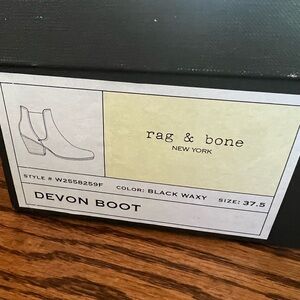 rag & bone
NEW YORK
STYLE # W2558259F COLOR: BLACK WAXY SIZE: 37.5
DEVON BOOT